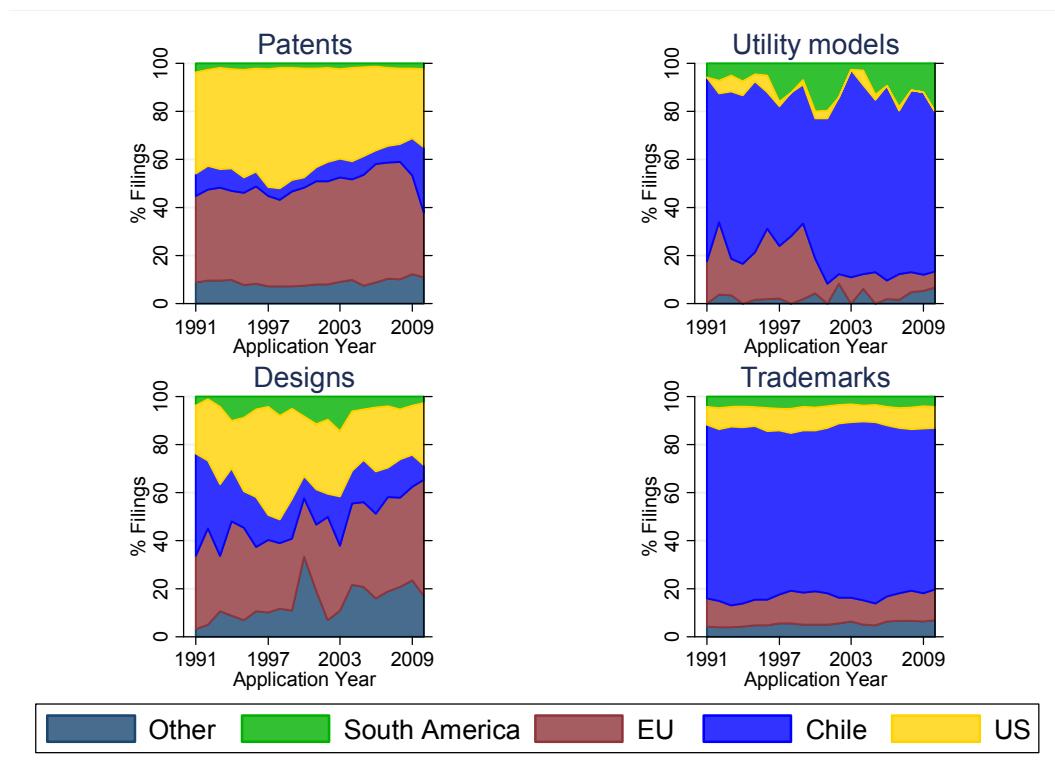 Patents
% Filings
0 20 40 60 80 100
1991 1997 2003 2009
Application Year
Utility models
% Filings
0 20 40 60 80 100
1991 1997 2003 2009
Application Year
Designs
% Filings
0 20 40 60 80 100
1991 1997 2003 2009
Application Year
Trademarks
% Filings
0 20 40 60 80 100
1991 1997 2003 2009
Application Year
Other South America EU Chile US